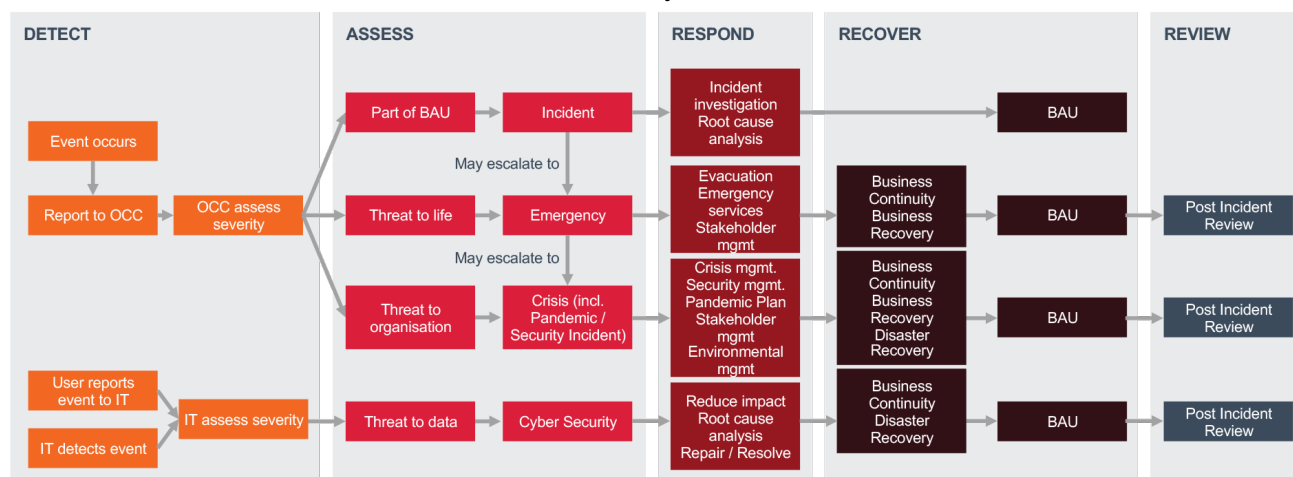 DETECT
ASSESS
RESPOND
RECOVER
REVIEW
Part of BAU
Incident
Incident
investigation
Root cause
analysis
BAU
Event occurs
May escalate to
Report to OCC
OCC assess
severity
Threat to life
Emergency
Evacuation
Emergency
services
Stakeholder
mgmt
Business
Continuity
Business
Recovery
BAU
Post Incident
Review
May escalate to
Threat to
organisation
Crisis (incl.
Pandemic /
Security Incident)
Crisis mgmt.
Security mgmt.
Pandemic Plan
Stakeholder
mgmt
Environmental
mgmt
Business
Continuity
Business
Recovery
Disaster
Recovery
BAU
Post Incident
Review
User reports
event to IT
IT detects event
IT assess severity
Threat to data
Cyber Security
Reduce impact
Root cause
analysis
Repair / Resolve
Business
Continuity
Disaster
Recovery
BAU
Post Incident
Review